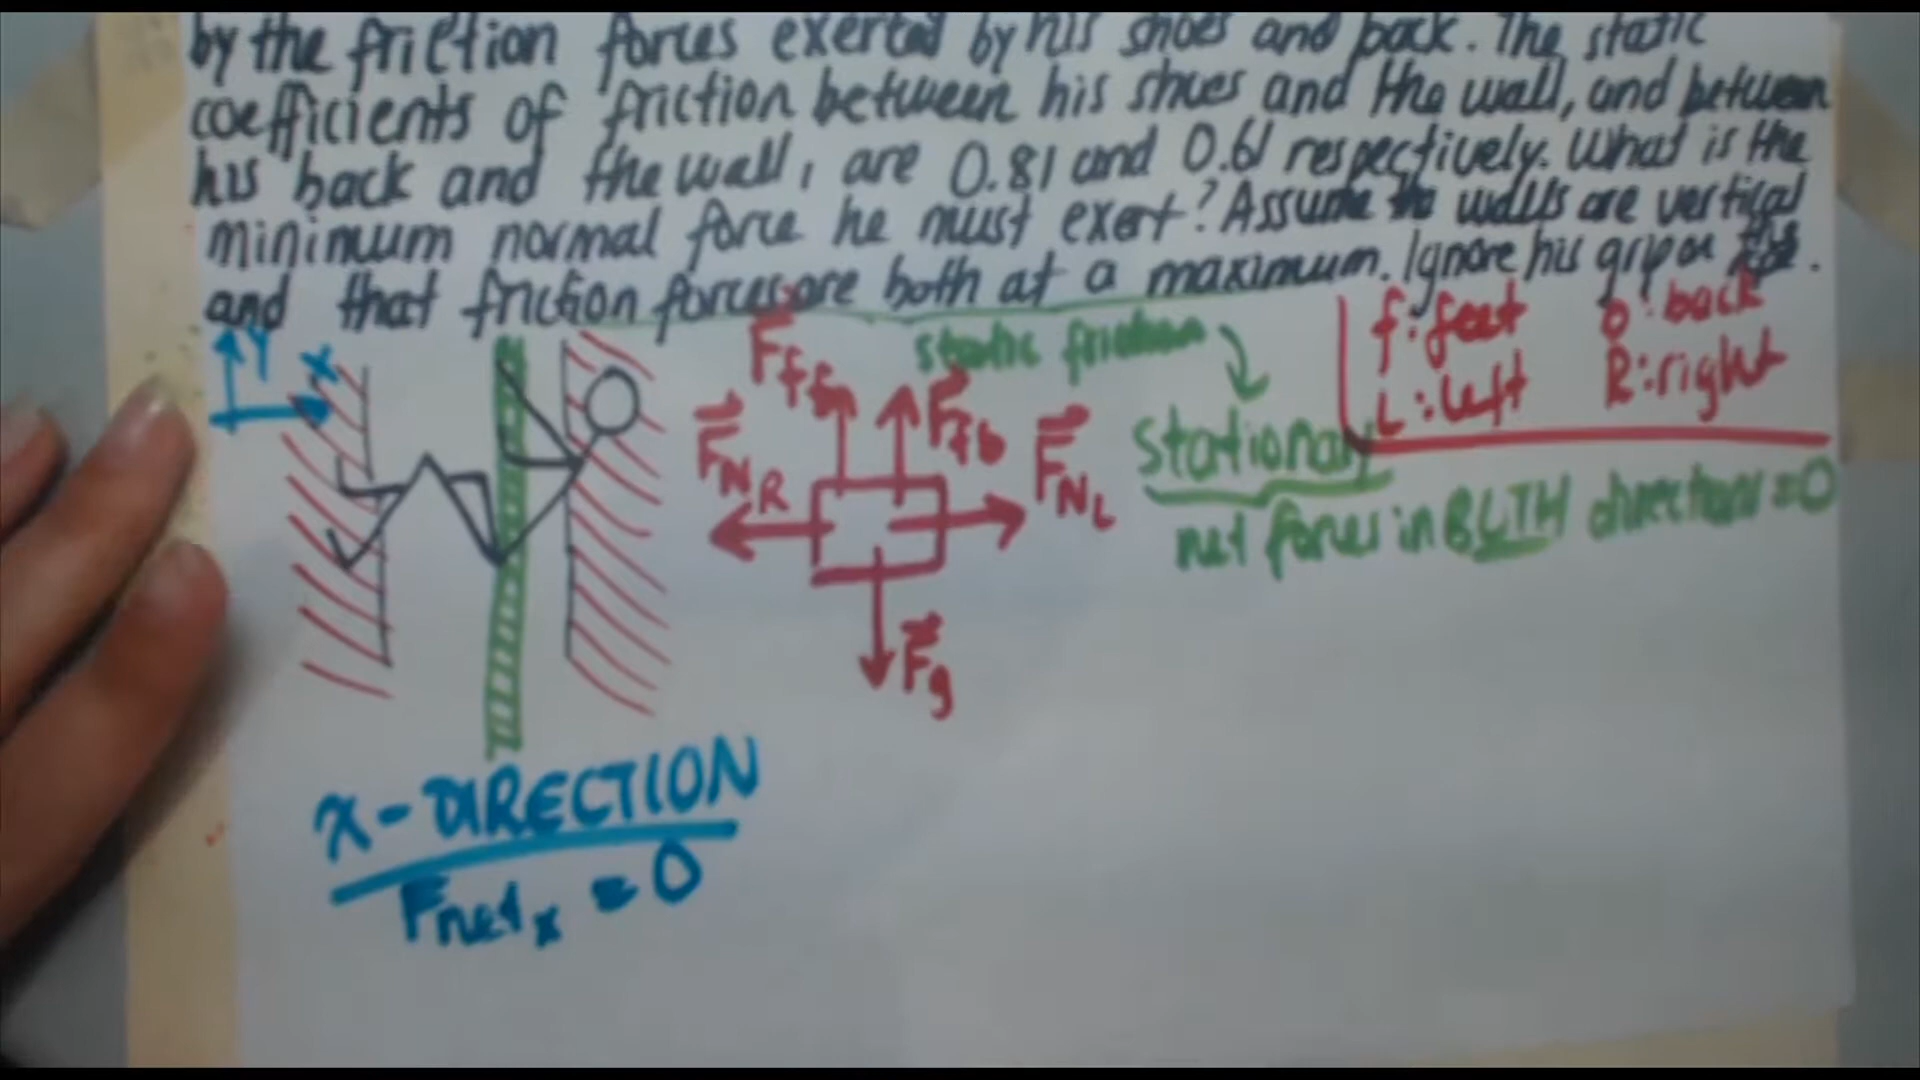 by the friction forces exerted by his shoes and back. The static
coefficients of friction between his shoes and the wall, and between
his back and the wall, are 0.81 and 0.61 respectively. What is the
minimum normal force he must exert? Assume the walls are vertical
and that friction forces are both at a maximum. Ignore his grip on the
Y
x
F f f
static friction
f: feet b: back
L: left R: right
F N R
F f b
F N L
stationary
net forces in BOTH directions = 0
F g
X-DIRECTION
Fnet x = 0